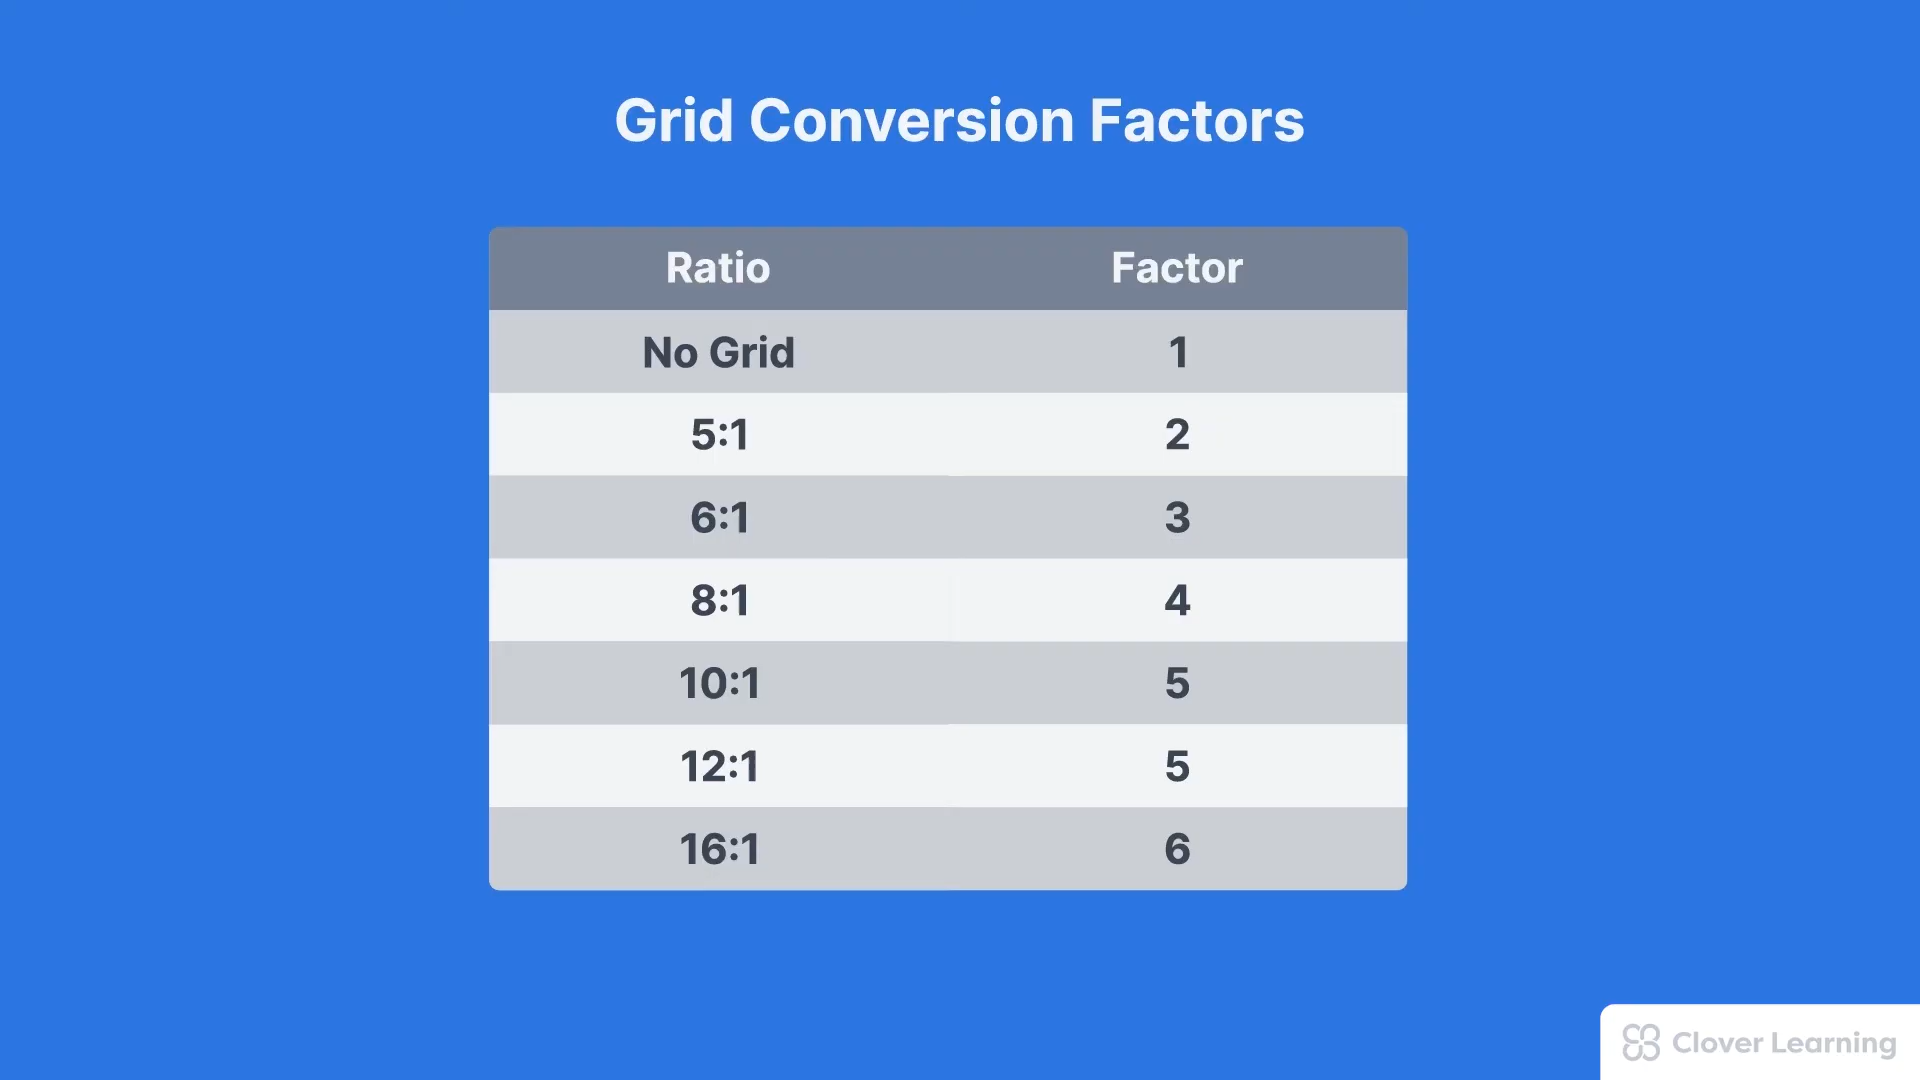 Grid Conversion Factors
Ratio Factor
No Grid 1
5:1 2
6:1 3
8:1 4
10:1 5
12:1 5
16:1 6
Clover Learning